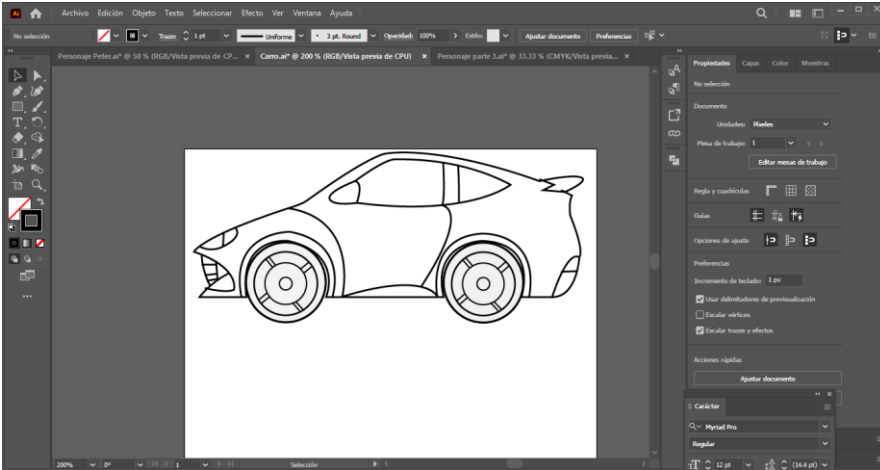 Ai Archivo Edición Objeto Texto Seleccionar Efecto Ver Ventana Ayuda
No selección Trazo: 1 pt Uniforme 3 pt. Round Opacidad: 100% Estilo: Ajustar documento Preferencias
Personaje Peter.ai* @ 50 % (RGB/Vista previa de CP... × Carro.ai* @ 200 % (RGB/Vista previa de CPU) × Personaje parte 3.ai* @ 33.33 % (CMYK/Vista previa... ×
Propiedades Capas Color Muestras
No selección
Documento
Unidades: Píxeles
Mesa de trabajo: 1
Editar mesas de trabajo
Regla y cuadrículas
Guías
Opciones de ajuste
Preferencias
Incremento de teclado: 1 px
Usar delimitadores de previsualización
Escalar vértices
Escalar trazos y efectos
Acciones rápidas
Ajustar documento
Carácter
Myriad Pro
Regular
12 pt (14.4 pt)
200% 0° 1 Selección